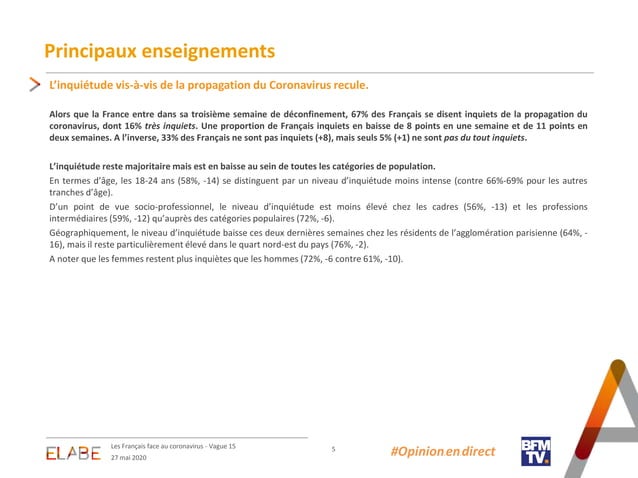 Principaux enseignements
L’inquiétude vis-à-vis de la propagation du Coronavirus recule.
Alors que la France entre dans sa troisième semaine de déconfinement, 67% des Français se disent inquiets de la propagation du
coronavirus, dont 16% très inquiets. Une proportion de Français inquiets en baisse de 8 points en une semaine et de 11 points en
deux semaines. A l’inverse, 33% des Français ne sont pas inquiets (+8), mais seuls 5% (+1) ne sont pas du tout inquiets.
L’inquiétude reste majoritaire mais est en baisse au sein de toutes les catégories de population.
En termes d’âge, les 18-24 ans (58%, -14) se distinguent par un niveau d’inquiétude moins intense (contre 66%-69% pour les autres
tranches d’âge).
D’un point de vue socio-professionnel, le niveau d’inquiétude est moins élevé chez les cadres (56%, -13) et les professions
intermédiaires (59%, -12) qu’auprès des catégories populaires (72%, -6).
Géographiquement, le niveau d’inquiétude baisse ces deux dernières semaines chez les résidents de l’agglomération parisienne (64%, -
16), mais il reste particulièrement élevé dans le quart nord-est du pays (76%, -2).
A noter que les femmes restent plus inquiètes que les hommes (72%, -6 contre 61%, -10).
ELABE
Les Français face au coronavirus - Vague 15
27 mai 2020
5
#Opinion en direct
BFM
TV.